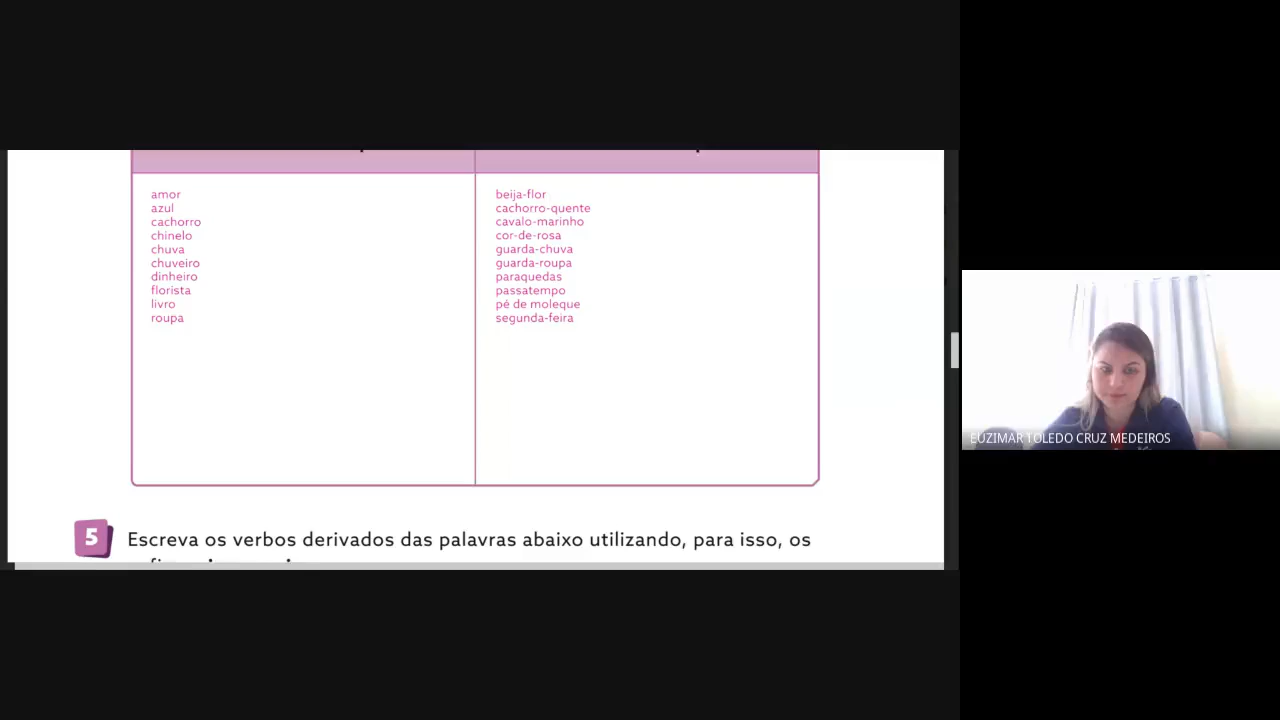 amor
azul
cachorro
chinelo
chuva
chuveiro
dinheiro
florista
livro
roupa
beija-flor
cachorro-quente
cavalo-marinho
cor-de-rosa
guarda-chuva
guarda-roupa
paraquedas
passatempo
pé de moleque
segunda-feira
5 Escreva os verbos derivados das palavras abaixo utilizando, para isso, os
EUZIMAR TOLEDO CRUZ MEDEIROS